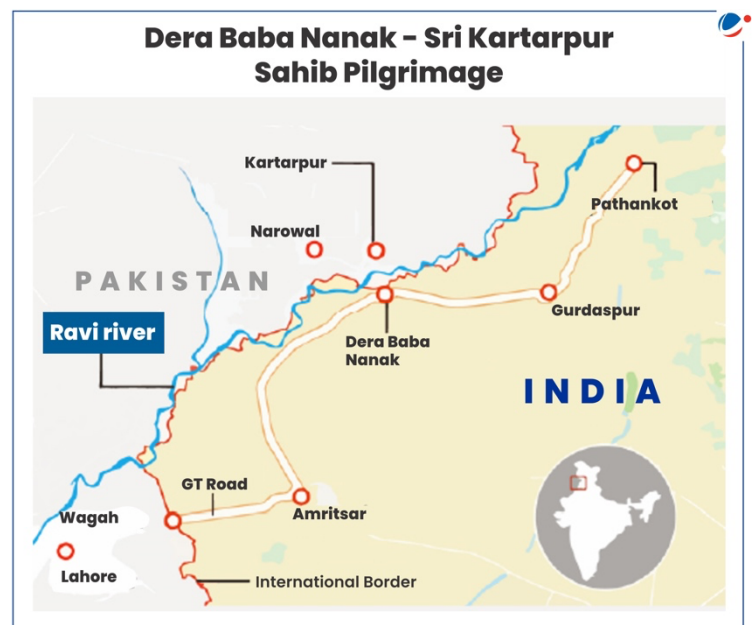 Dera Baba Nanak - Sri Kartarpur
Sahib Pilgrimage
Kartarpur
Pathankot
Narowal
PAKISTAN
Gurdaspur
Ravi river
Dera Baba
Nanak
INDIA
GT Road
Amritsar
Wagah
Lahore
International Border